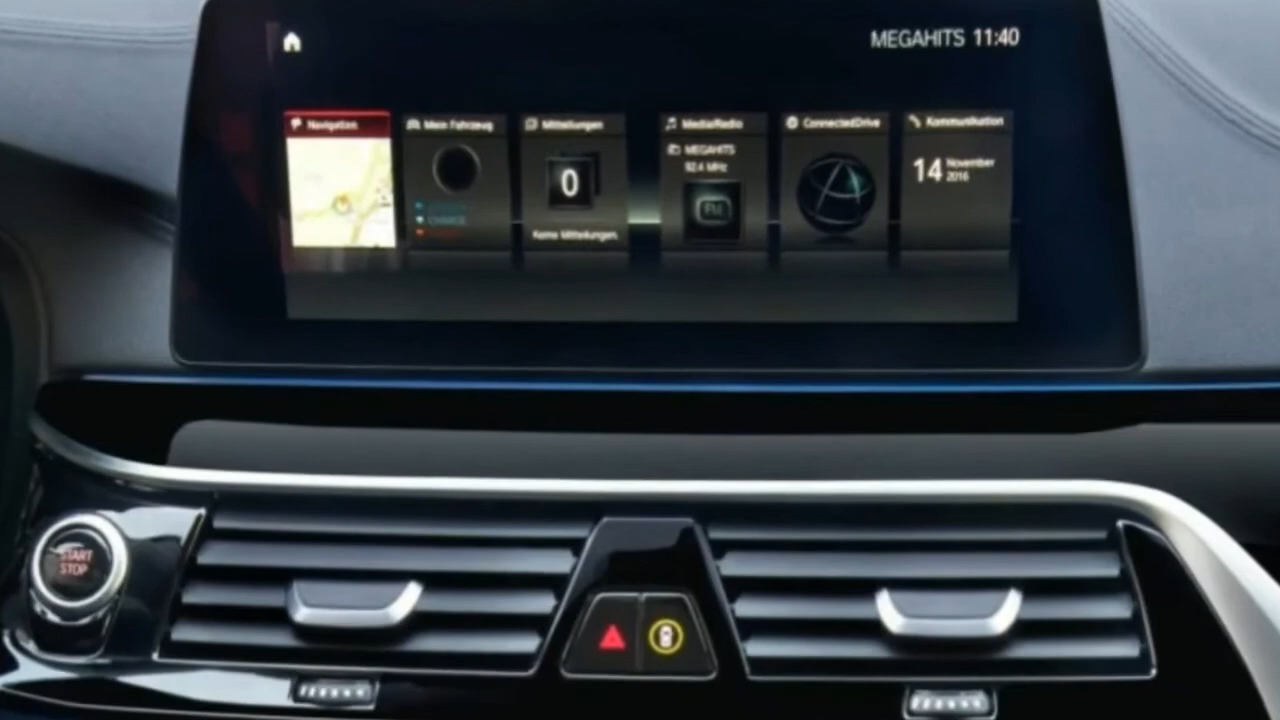 MEGAHITS 11:40
Navigation
Mein Fahrzeug
Mitteilungen
Media/Radio
ConnectedDrive
Kommunikation
MEGAHITS
92.4 MHz
0
FM
14 November
2016
Keine Mitteilungen.
START
STOP